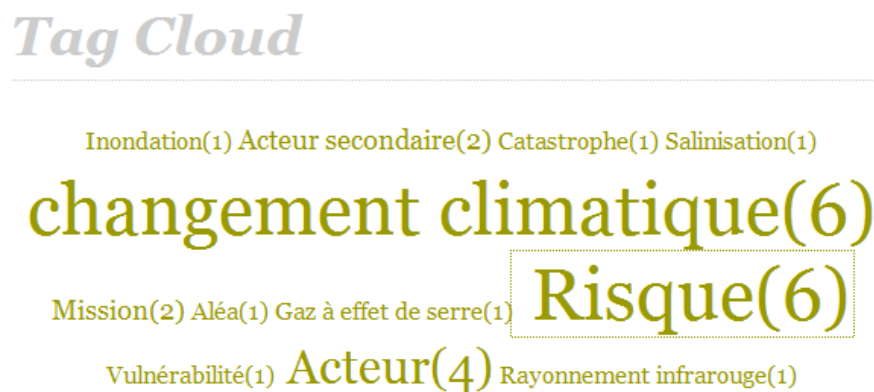 Tag Cloud
Inondation(1) Acteur secondaire(2) Catastrophe(1) Salinisation(1)
changement climatique(6)
Mission(2) Aléa(1) Gaz à effet de serre(1) Risque(6)
Vulnérabilité(1) Acteur(4) Rayonnement infrarouge(1)